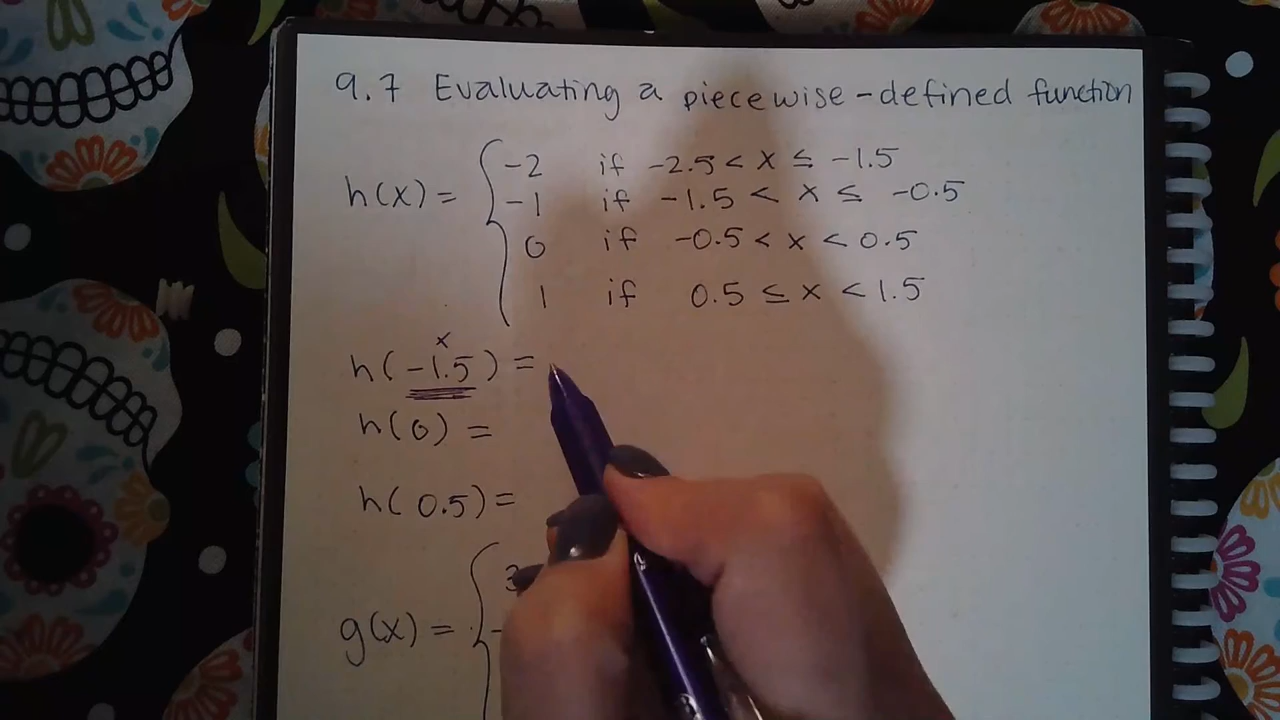 9.7 Evaluating a piecewise-defined function
-2 if -2.5 < x ≤ -1.5
h(x) = { -1 if -1.5 < x ≤ -0.5
0 if -0.5 < x < 0.5
1 if 0.5 ≤ x < 1.5
x
h(-1.5) =
h(0) =
h(0.5) =
3
g(x) = {